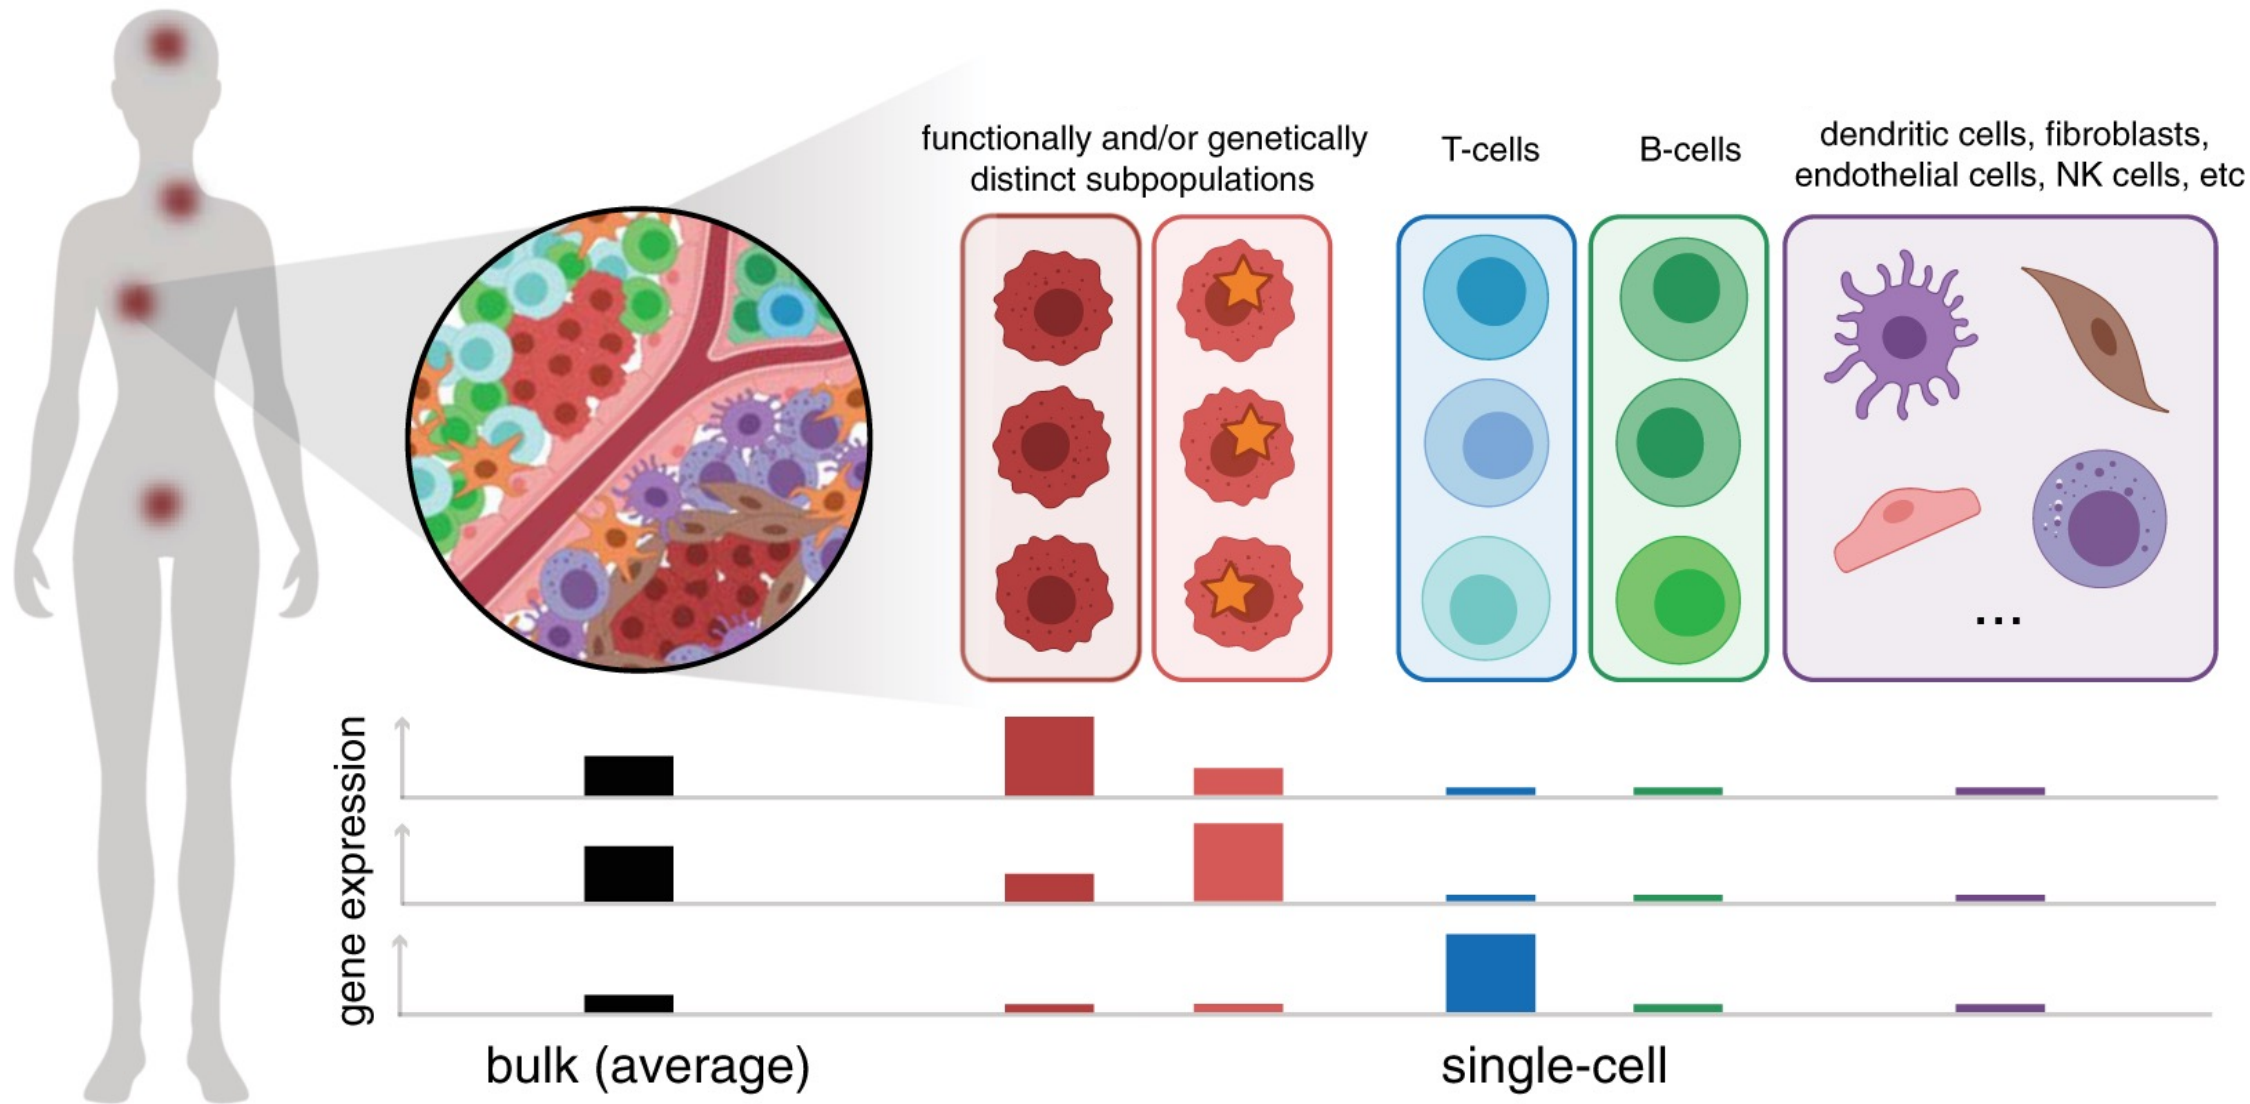 functionally and/or genetically
distinct subpopulations
T-cells
B-cells
dendritic cells, fibroblasts,
endothelial cells, NK cells, etc
...
gene expression
bulk (average)
single-cell